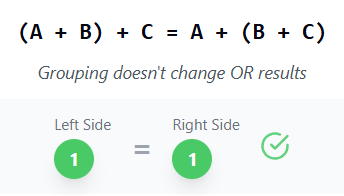 (A + B) + C = A + (B + C)
Grouping doesn't change OR results
Left Side = Right Side
1 1